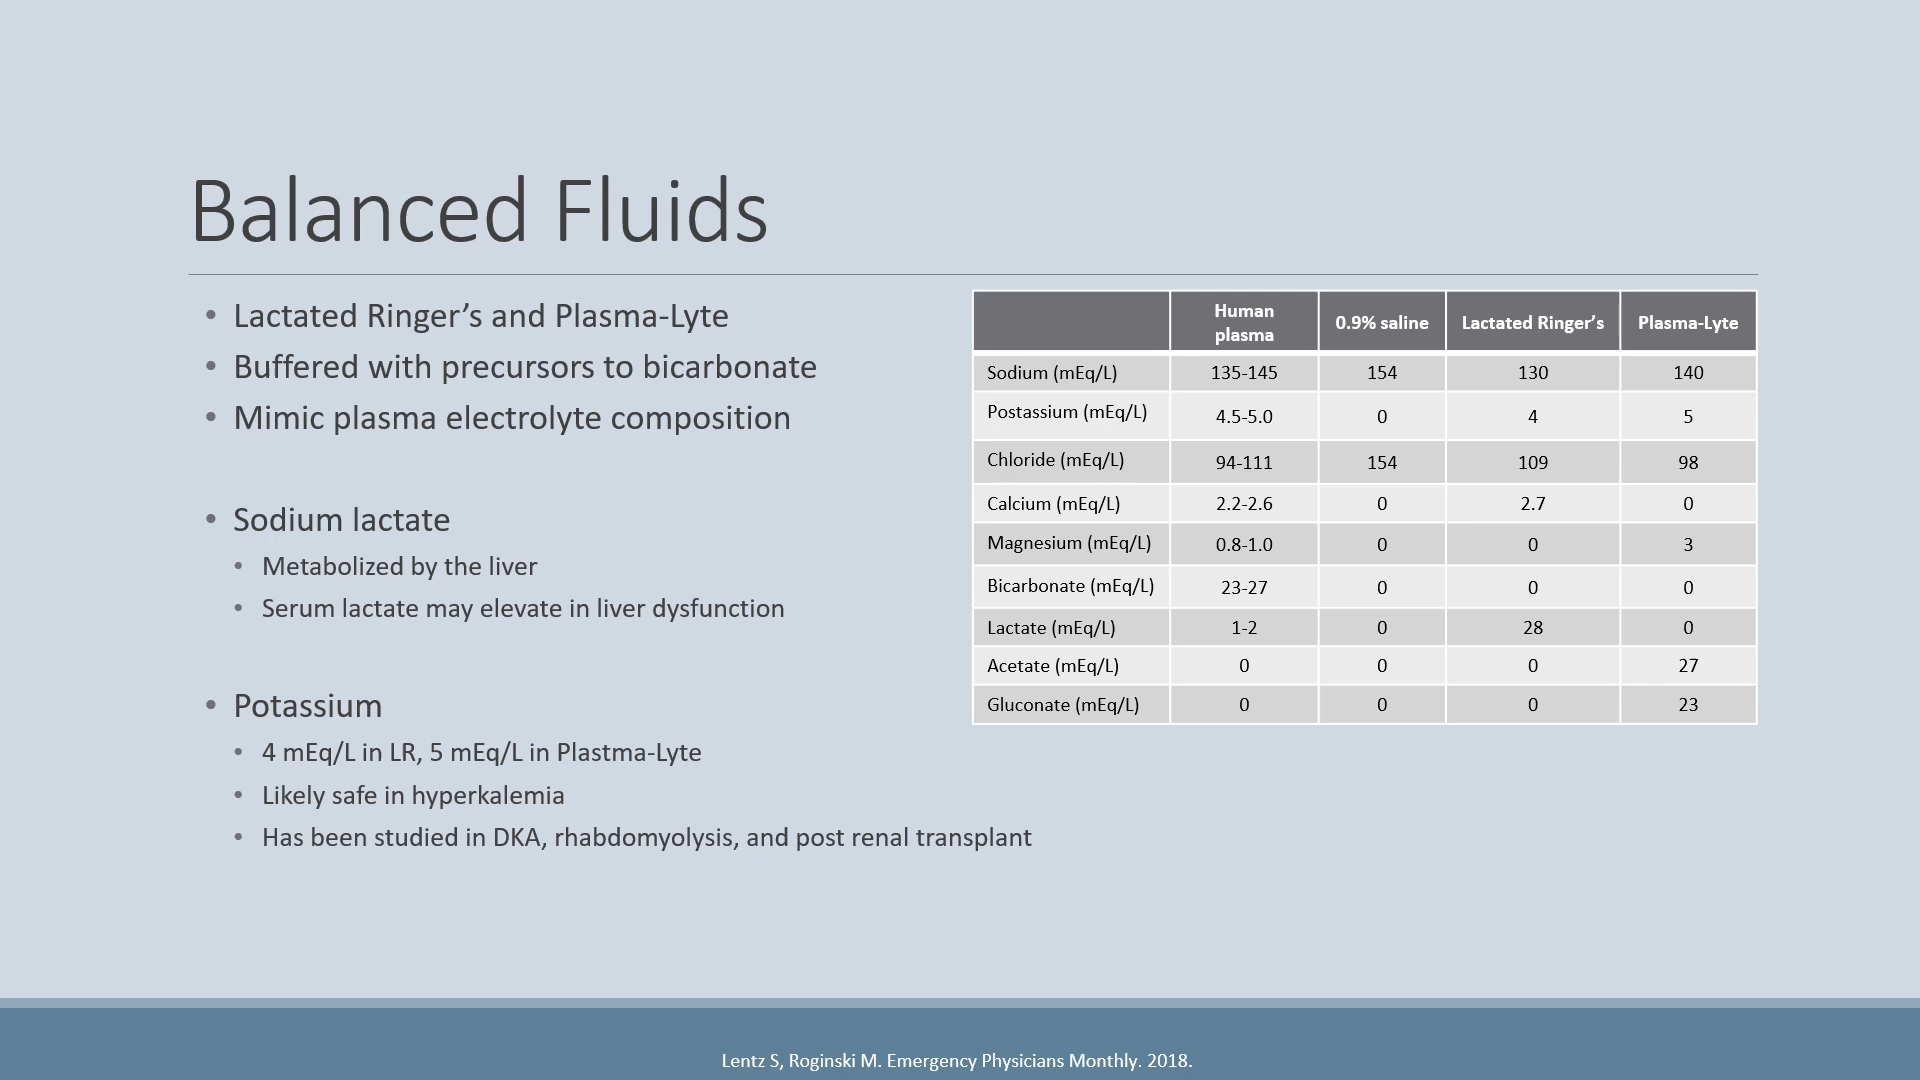 Balanced Fluids
• Lactated Ringer’s and Plasma-Lyte
• Buffered with precursors to bicarbonate
• Mimic plasma electrolyte composition
• Sodium lactate
• Metabolized by the liver
• Serum lactate may elevate in liver dysfunction
• Potassium
• 4 mEq/L in LR, 5 mEq/L in Plastma-Lyte
• Likely safe in hyperkalemia
• Has been studied in DKA, rhabdomyolysis, and post renal transplant
Human plasma 0.9% saline Lactated Ringer’s Plasma-Lyte
Sodium (mEq/L) 135-145 154 130 140
Postassium (mEq/L) 4.5-5.0 0 4 5
Chloride (mEq/L) 94-111 154 109 98
Calcium (mEq/L) 2.2-2.6 0 2.7 0
Magnesium (mEq/L) 0.8-1.0 0 0 3
Bicarbonate (mEq/L) 23-27 0 0 0
Lactate (mEq/L) 1-2 0 28 0
Acetate (mEq/L) 0 0 0 27
Gluconate (mEq/L) 0 0 0 23
Lentz S, Roginski M. Emergency Physicians Monthly. 2018.